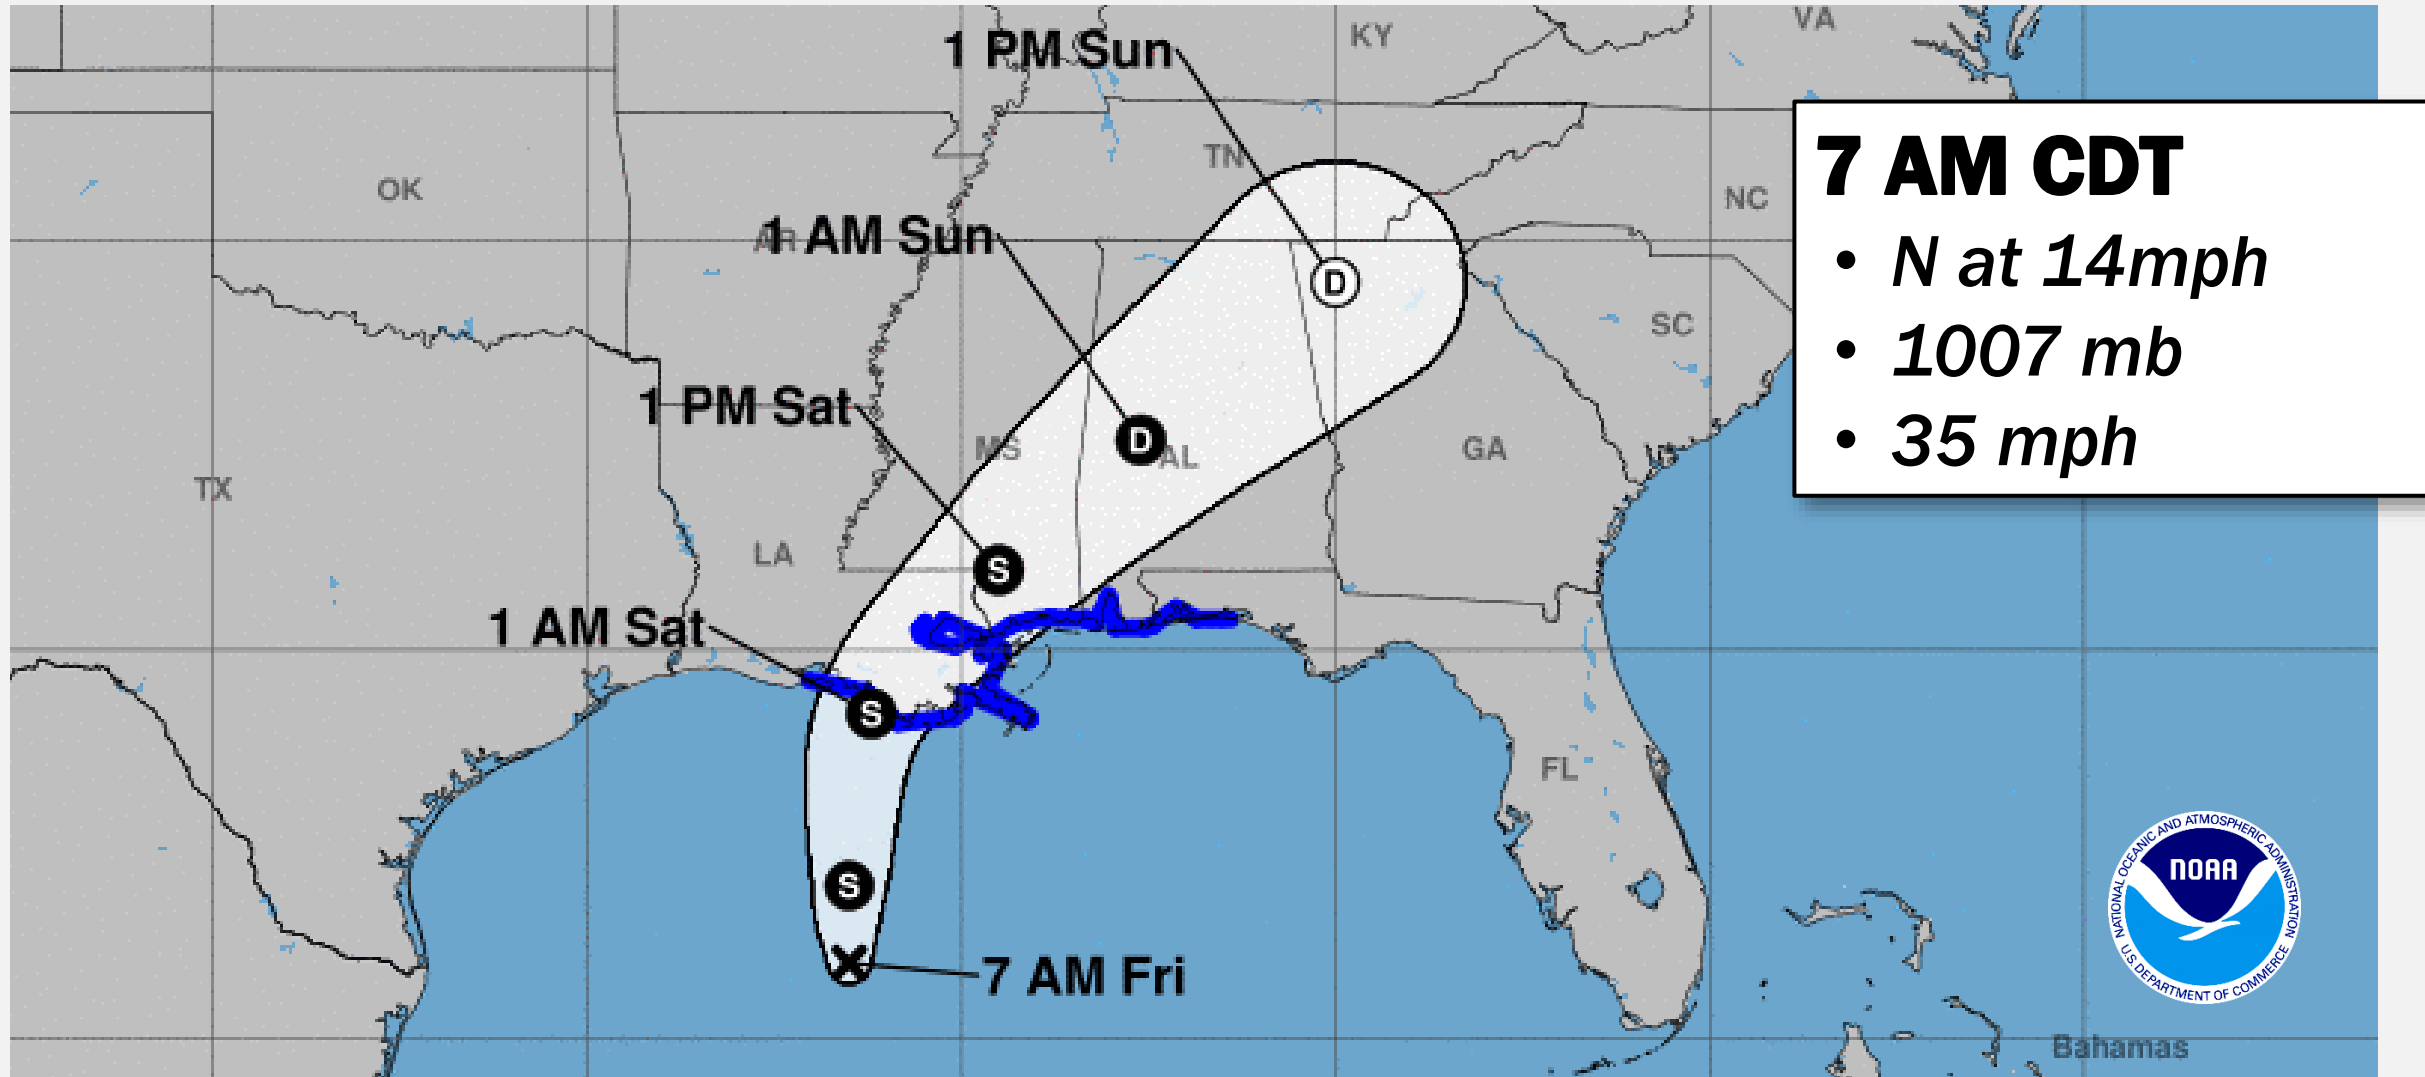 1 PM Sun
KY
VA
7 AM CDT
• N at 14mph
• 1007 mb
• 35 mph
TN
OK
NC
AR
1 AM Sun
D
SC
1 PM Sat
MS
D
AL
GA
TX
LA
S
1 AM Sat
S
FL
S
7 AM Fri
NATIONAL OCEANIC AND ATMOSPHERIC ADMINISTRATION
NOAA
U.S. DEPARTMENT OF COMMERCE
Bahamas